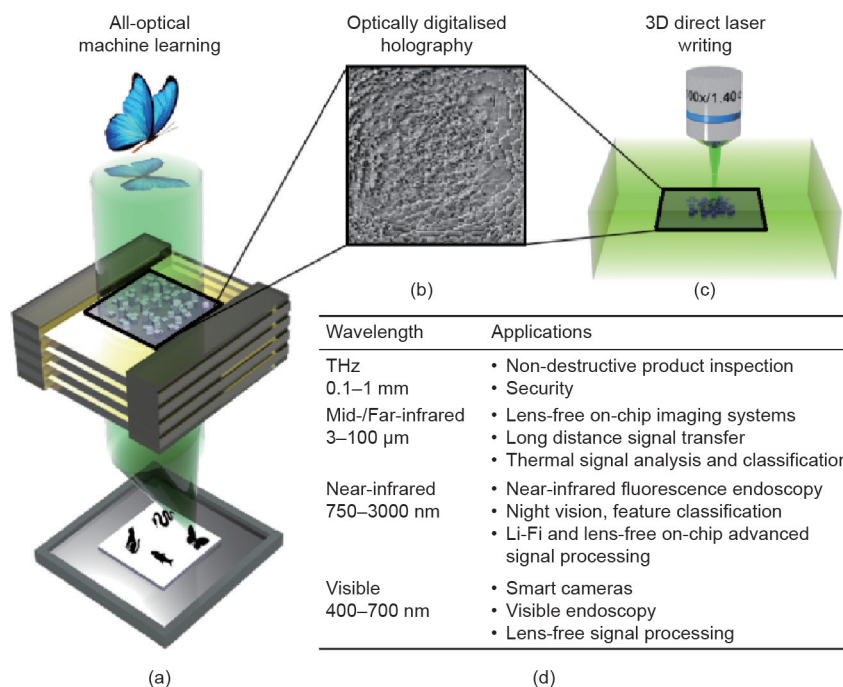 All-optical
machine learning
Optically digitalised
holography
3D direct laser
writing
00x/1.40
(b)
(c)
Wavelength
Applications
THz
0.1–1 mm
• Non-destructive product inspection
• Security
Mid-/Far-infrared
3–100 μm
• Lens-free on-chip imaging systems
• Long distance signal transfer
• Thermal signal analysis and classification
Near-infrared
750–3000 nm
• Near-infrared fluorescence endoscopy
• Night vision, feature classification
• Li-Fi and lens-free on-chip advanced
signal processing
Visible
400–700 nm
• Smart cameras
• Visible endoscopy
• Lens-free signal processing
(a)
(d)